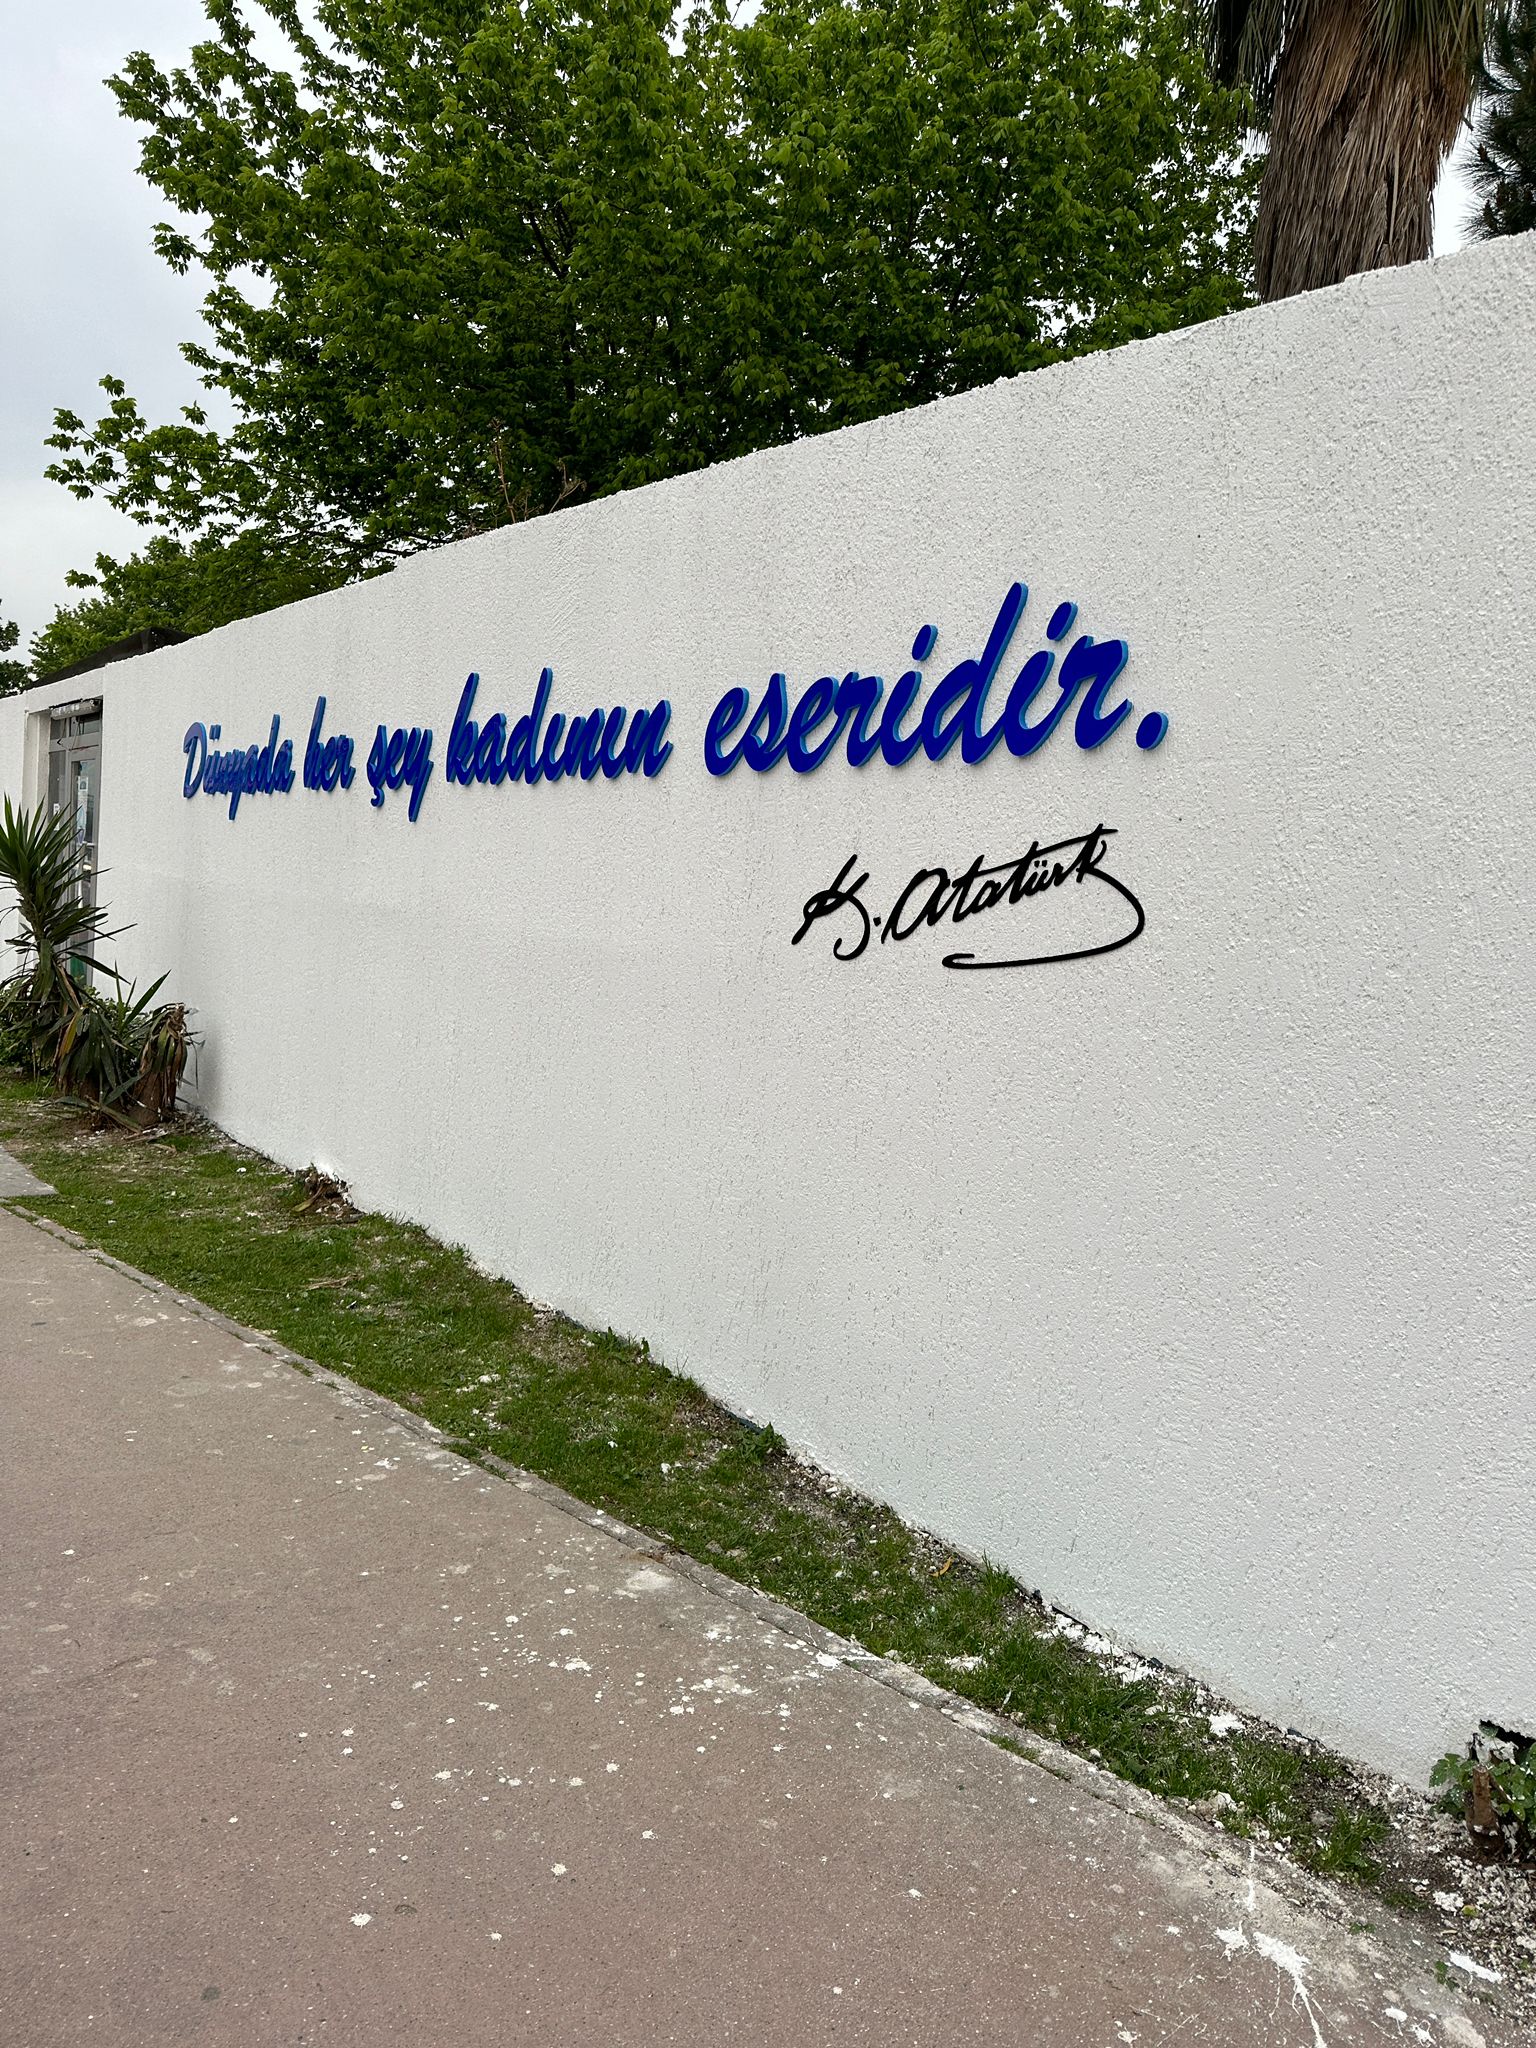 Dünyada her şey kadının eseridir.
K. Atatürk